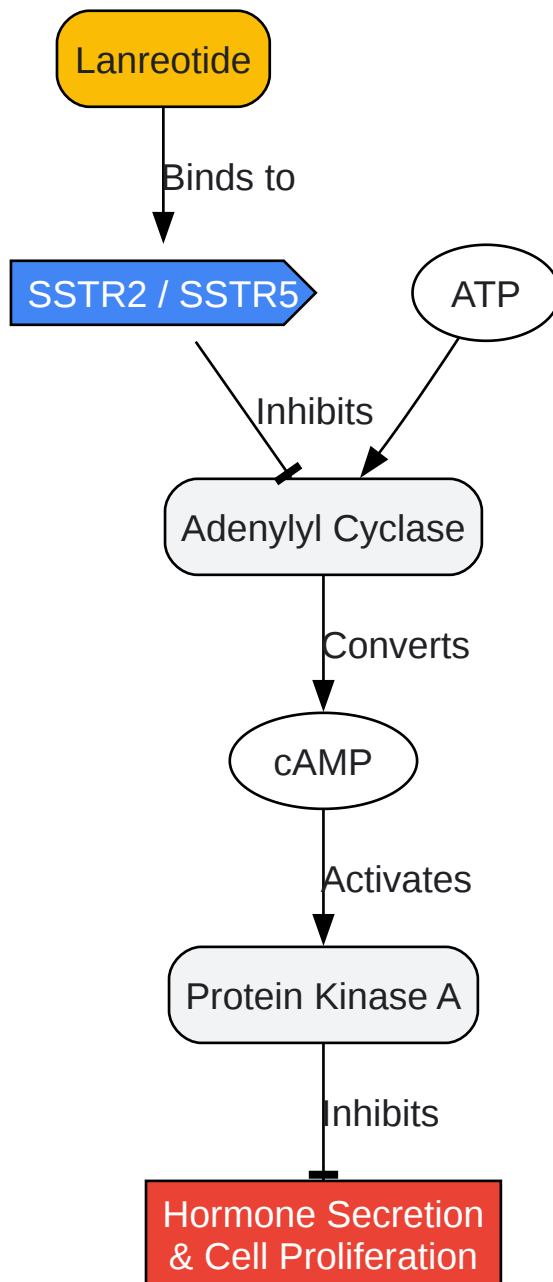 Lanreotide
Binds to
SSTR2 / SSTR5
ATP
Inhibits
Adenylyl Cyclase
Converts
cAMP
Activates
Protein Kinase A
Inhibits
Hormone Secretion
& Cell Proliferation